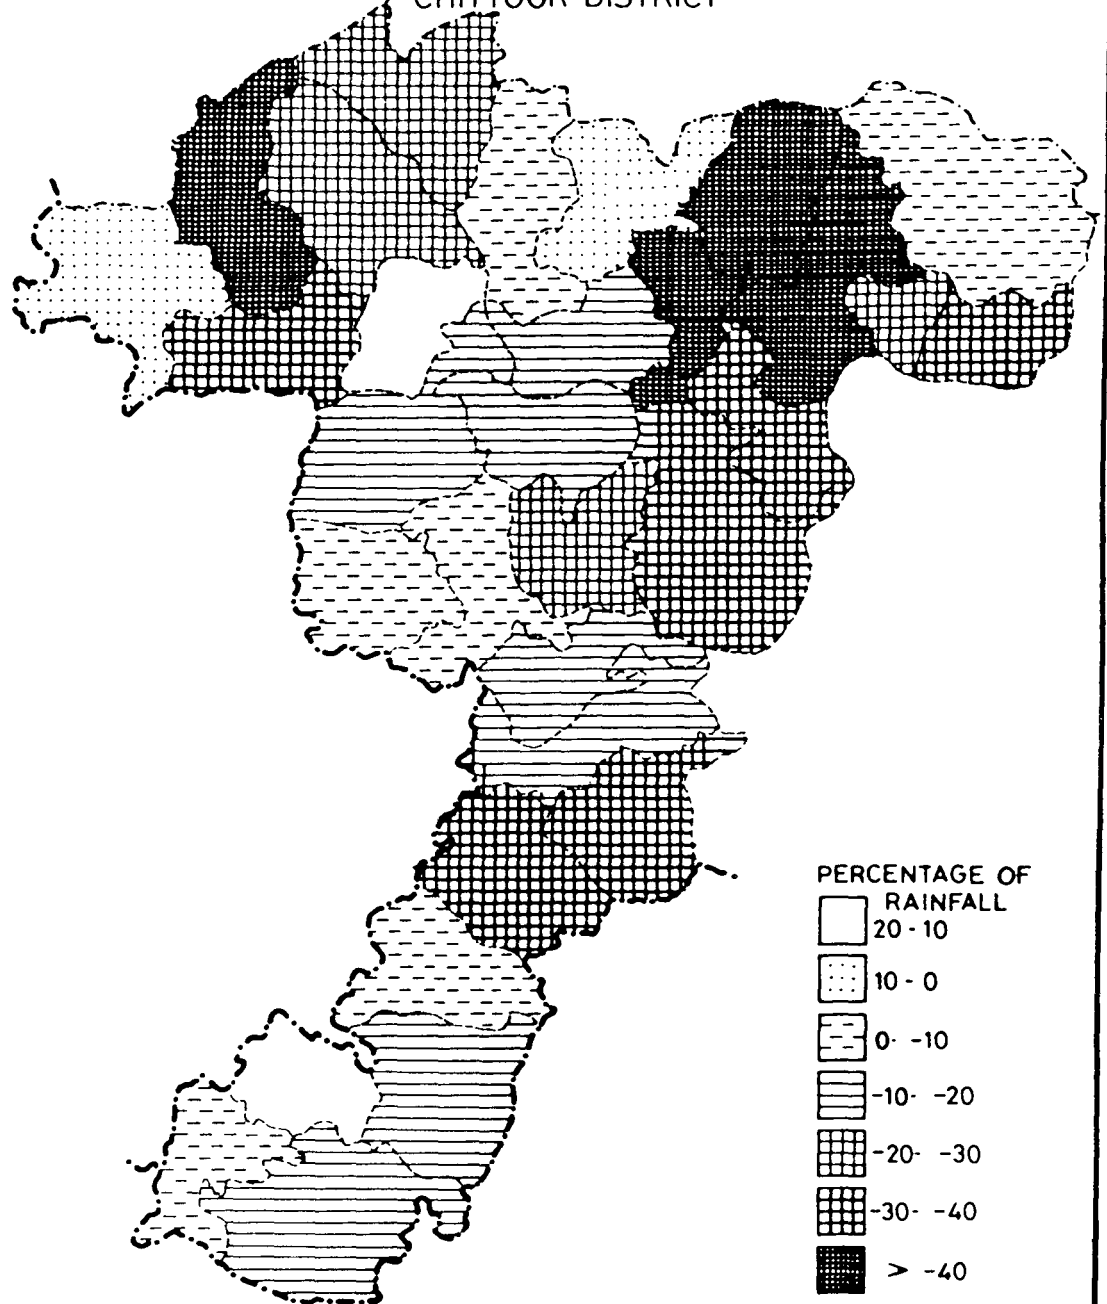 CHITTOOR DISTRICT
PERCENTAGE OF
RAINFALL
20 - 10
10 - 0
0- -10
-10- -20
-20- -30
-30- -40
> -40